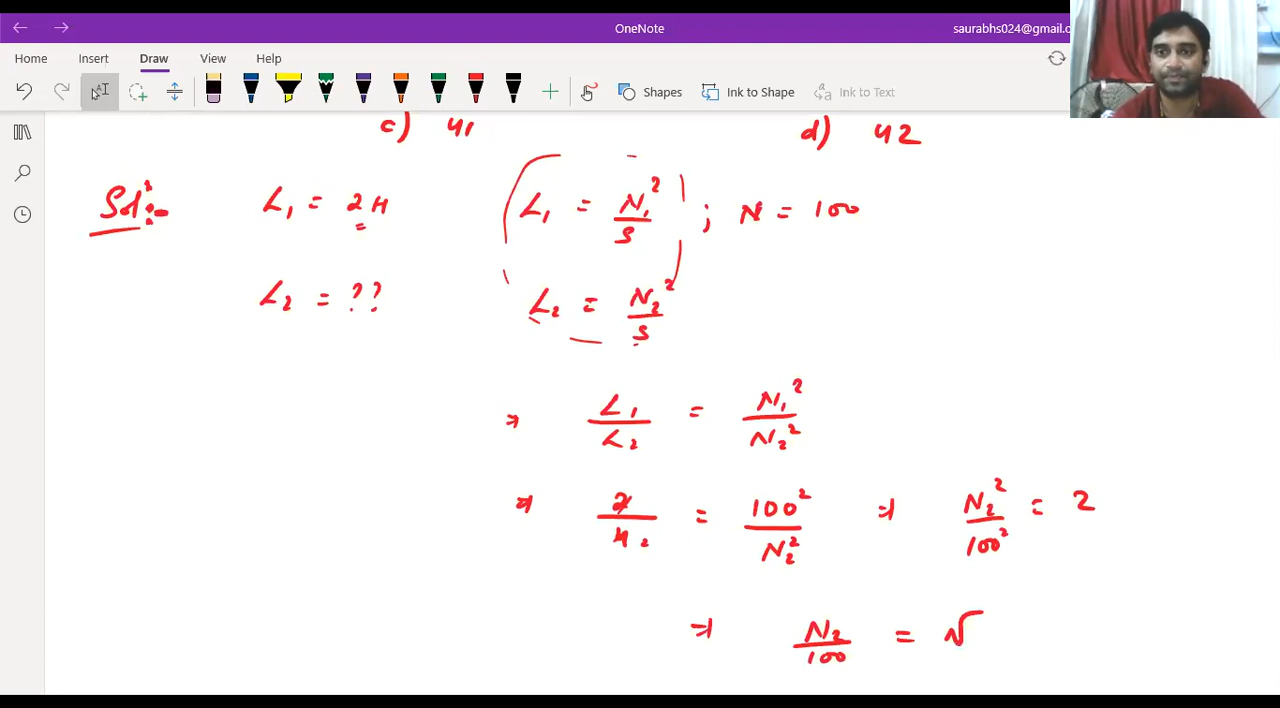 OneNote
saurabhs024@gmail.c
Home Insert Draw View Help
Shapes Ink to Shape Ink to Text
c) 41 d) 42
Sol:-
L₁ = 2H
L₁ = N₁²/S ; N = 100
L₂ = ??
L₂ = N₂²/S
⇒ L₁/L₂ = N₁²/N₂²
⇒ 2/4₂ = 100²/N₂² ⇒ N₂²/100² = 2
⇒ N₂/100 = √